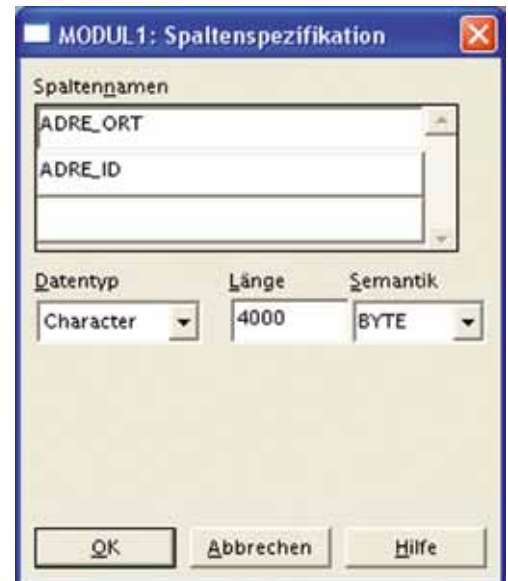 MODUL1: Spaltenspezifikation
Spaltennamen
ADRE_ORT
ADRE_ID
Datentyp Länge Semantik
Character 4000 BYTE
OK Abbrechen Hilfe